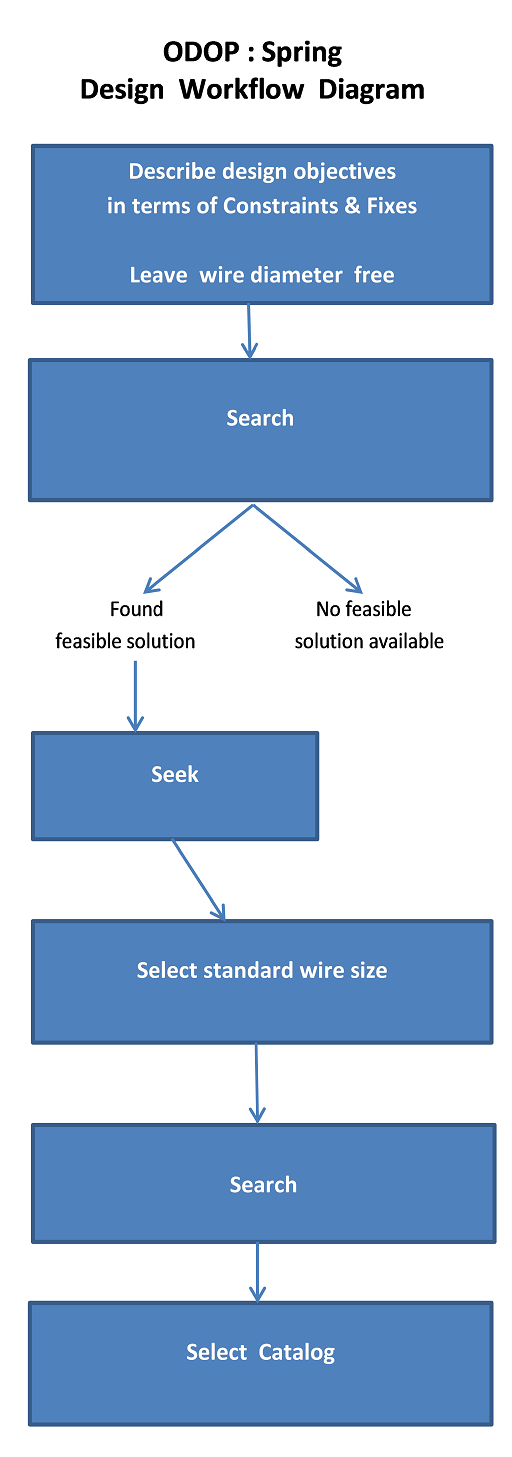 ODOP : Spring
Design Workflow Diagram
Describe design objectives
in terms of Constraints & Fixes
Leave wire diameter free
Search
Found
feasible solution
No feasible
solution available
Seek
Select standard wire size
Search
Select Catalog